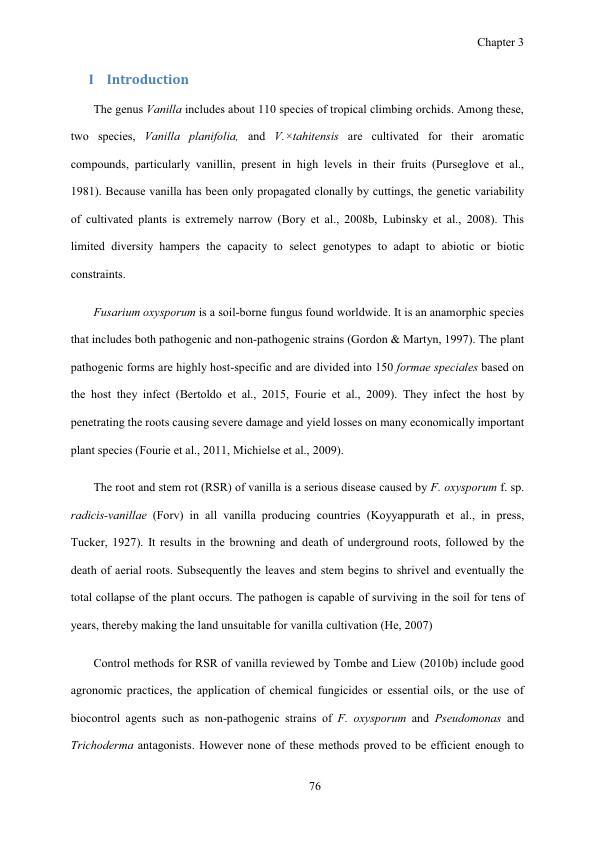 Chapter 3
I Introduction
The genus Vanilla includes about 110 species of tropical climbing orchids. Among these,
two species, Vanilla planifolia, and V.×tahitensis are cultivated for their aromatic
compounds, particularly vanillin, present in high levels in their fruits (Purseglove et al.,
1981). Because vanilla has been only propagated clonally by cuttings, the genetic variability
of cultivated plants is extremely narrow (Bory et al., 2008b, Lubinsky et al., 2008). This
limited diversity hampers the capacity to select genotypes to adapt to abiotic or biotic
constraints.
Fusarium oxysporum is a soil-borne fungus found worldwide. It is an anamorphic species
that includes both pathogenic and non-pathogenic strains (Gordon & Martyn, 1997). The plant
pathogenic forms are highly host-specific and are divided into 150 formae speciales based on
the host they infect (Bertoldo et al., 2015, Fourie et al., 2009). They infect the host by
penetrating the roots causing severe damage and yield losses on many economically important
plant species (Fourie et al., 2011, Michielse et al., 2009).
The root and stem rot (RSR) of vanilla is a serious disease caused by F. oxysporum f. sp.
radicis-vanillae (Forv) in all vanilla producing countries (Koyyappurath et al., in press,
Tucker, 1927). It results in the browning and death of underground roots, followed by the
death of aerial roots. Subsequently the leaves and stem begins to shrivel and eventually the
total collapse of the plant occurs. The pathogen is capable of surviving in the soil for tens of
years, thereby making the land unsuitable for vanilla cultivation (He, 2007)
Control methods for RSR of vanilla reviewed by Tombe and Liew (2010b) include good
agronomic practices, the application of chemical fungicides or essential oils, or the use of
biocontrol agents such as non-pathogenic strains of F. oxysporum and Pseudomonas and
Trichoderma antagonists. However none of these methods proved to be efficient enough to
76